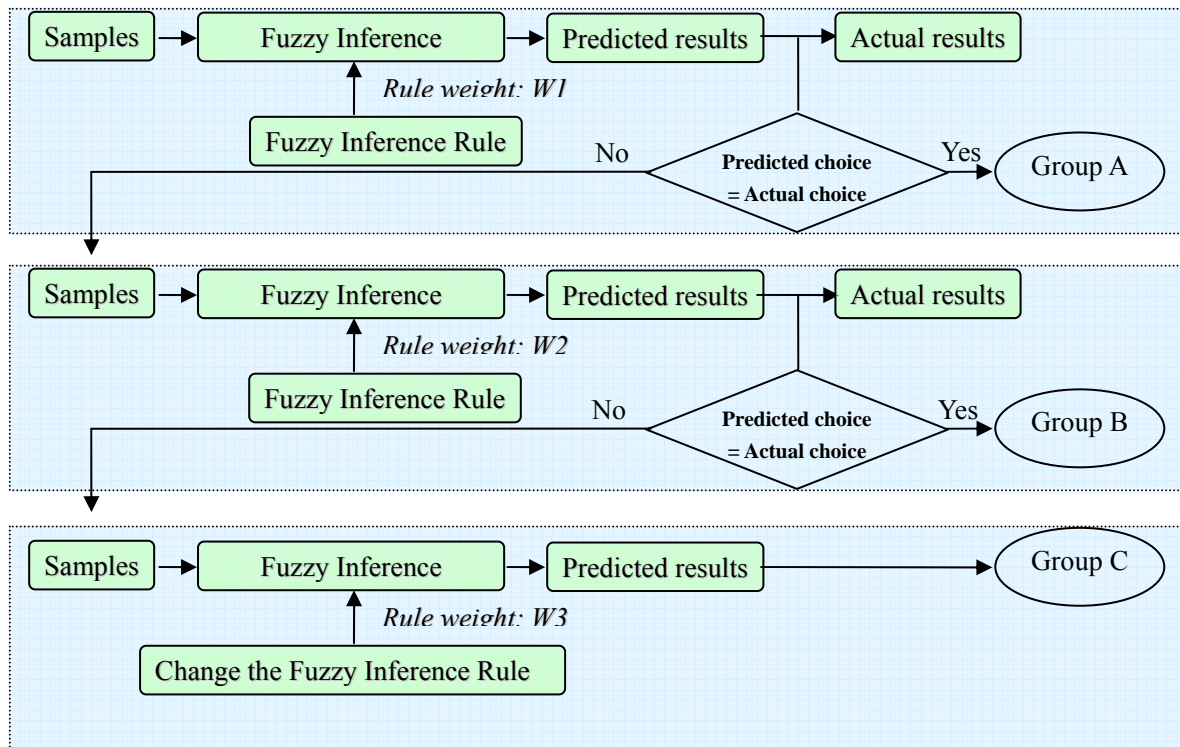 Samples
Fuzzy Inference
Predicted results
Actual results
Rule weight: W1
Fuzzy Inference Rule
No
Predicted choice
= Actual choice
Yes
Group A
Samples
Fuzzy Inference
Predicted results
Actual results
Rule weight: W2
Fuzzy Inference Rule
No
Predicted choice
= Actual choice
Yes
Group B
Samples
Fuzzy Inference
Predicted results
Group C
Rule weight: W3
Change the Fuzzy Inference Rule